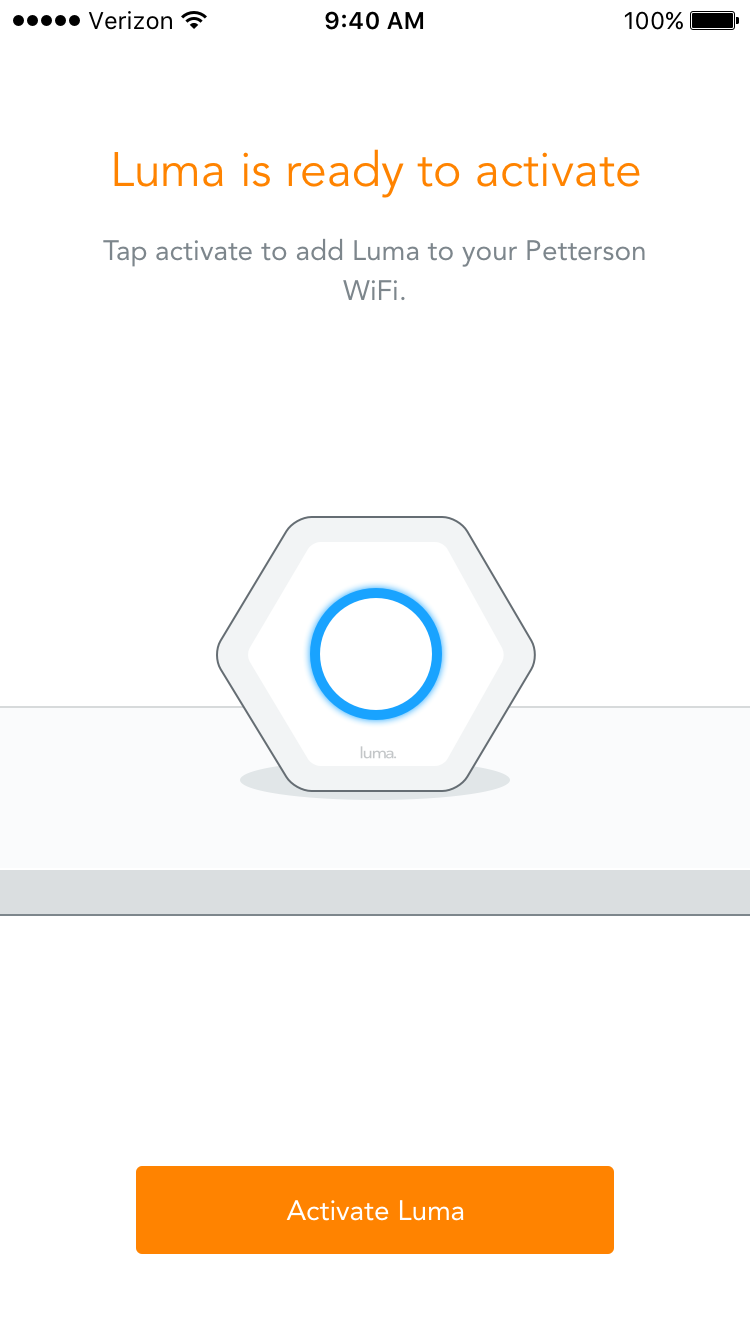 Verizon 9:40 AM 100%
Luma is ready to activate
Tap activate to add Luma to your Petterson
WiFi.
luma.
Activate Luma